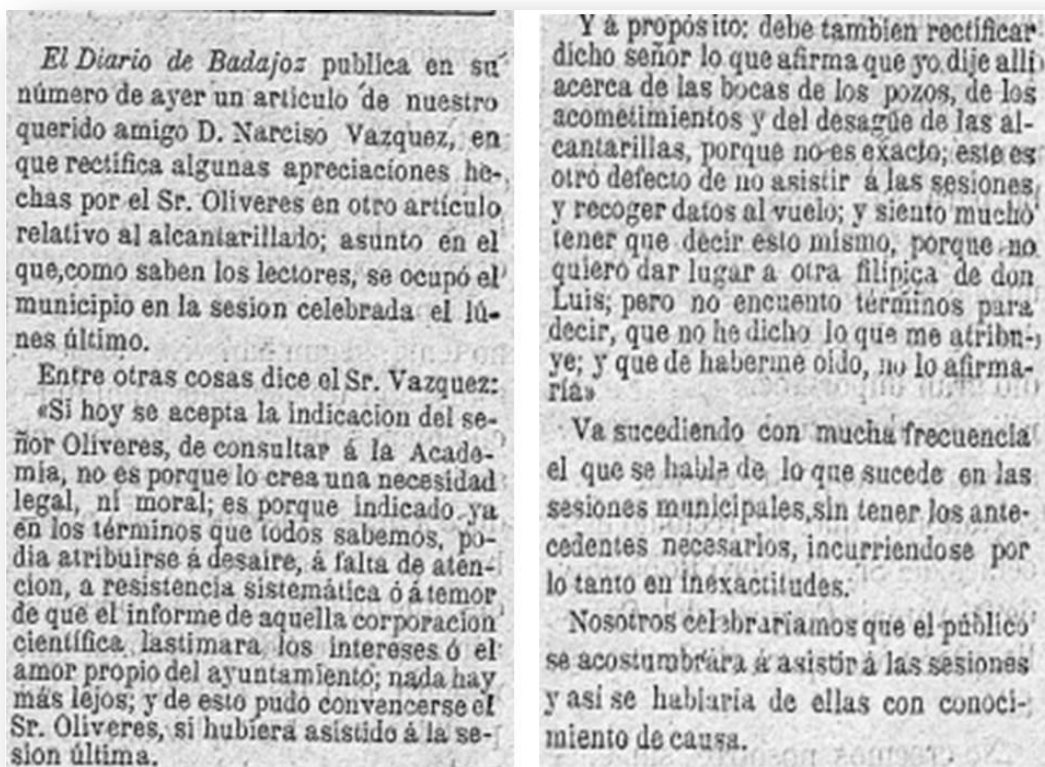 El Diario de Badajoz publica en su
número de ayer un artículo de nuestro
querido amigo D. Narciso Vazquez, en
que rectifica algunas apreciaciones he-
chas por el Sr. Oliveres en otro artículo
relativo al alcantarillado; asunto en el
que,como saben los lectores, se ocupó el
municipio en la sesion celebrada el lú-
nes último.
Entre otras cosas dice el Sr. Vazquez:
«Si hoy se acepta la indicacion del se-
ñor Oliveres, de consultar á la Acade-
mia, no es porque lo crea una necesidad
legal, ni moral; es porque indicado ya
en los términos que todos sabemos, po-
dia atribuirse á desaire, á falta de aten-
cion, a resistencia sistemática ó á temor
de que el informe de aquella corporacion
científica lastimara los intereses ó el
amor propio del ayuntamiento; nada hay
más lejos; y de esto pudo convencerse el
Sr. Oliveres, si hubiera asistido á la se-
sion última.
Y á propósito: debe tambien rectificar
dicho señor lo que afirma que yo dije alli
acerca de las bocas de los pozos, de los
acometimientos y del desagüe de las al-
cantarillas, porque no es exacto; este es
otro defecto de no asistir á las sesiones
y recoger datos al vuelo; y siento mucho
tener que decir esto mismo, porque no
quiero dar lugar a otra filípica de don
Luis; pero no encuento términos para
decir, que no he dicho lo que me atribu-
ye; y que de haberme oido, no lo afirma-
ría»
Va sucediendo con mucha frecuencia
el que se hable de lo que sucede en las
sesiones municipales,sin tener los ante-
cedentes necesarios, incurriendose por
lo tanto en inexactitudes.
Nosotros celebrariamos que el público
se acostumbrára á asistir á las sesiones
y asi se hablaria de ellas con conoci-
miento de causa.